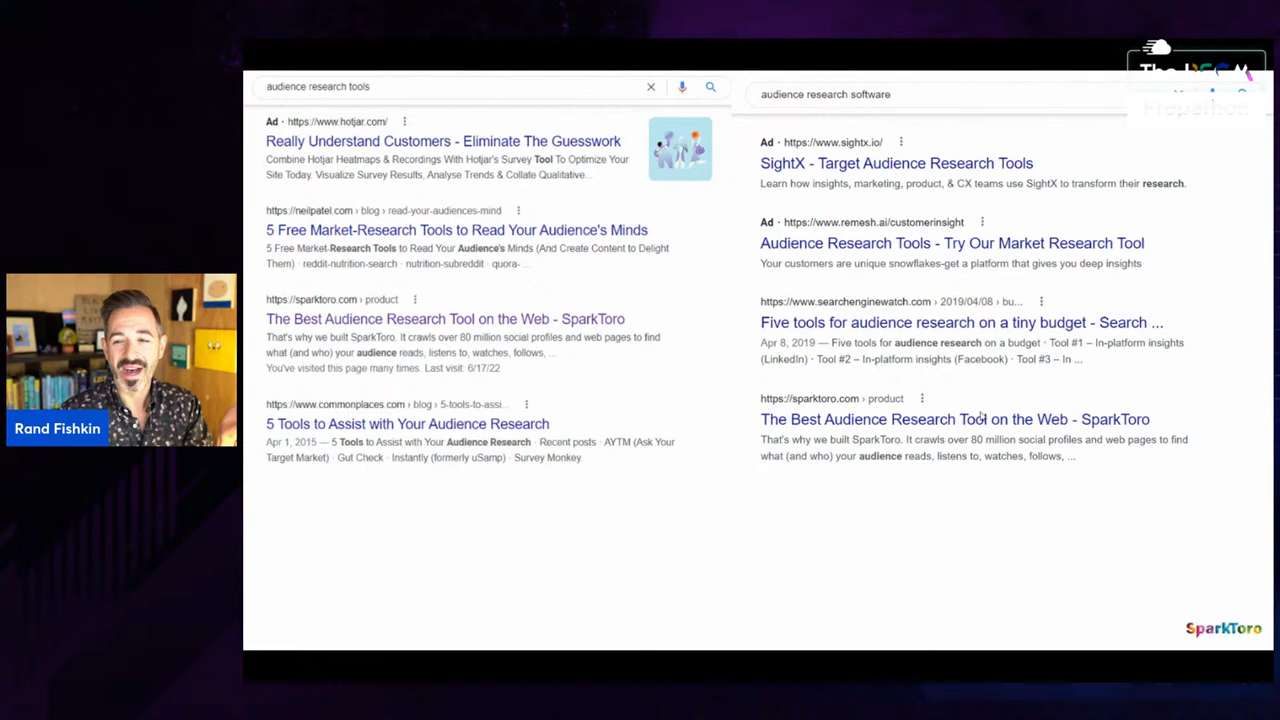 audience research tools
Ad · https://www.hotjar.com/
Really Understand Customers - Eliminate The Guesswork
Combine Hotjar Heatmaps & Recordings With Hotjar's Survey Tool To Optimize Your
Site Today. Visualize Survey Results, Analyse Trends & Collate Qualitative...
https://neilpatel.com › blog › read-your-audiences-mind
5 Free Market-Research Tools to Read Your Audience's Minds
5 Free Market-Research Tools to Read Your Audience's Minds (And Create Content to Delight
Them) · reddit-nutrition-search · nutrition-subreddit · quora- ...
https://sparktoro.com › product
The Best Audience Research Tool on the Web - SparkToro
That's why we built SparkToro. It crawls over 80 million social profiles and web pages to find
what (and who) your audience reads, listens to, watches, follows, ...
You've visited this page many times. Last visit: 6/17/22
https://www.commonplaces.com › blog › 5-tools-to-assi...
5 Tools to Assist with Your Audience Research
Apr 1, 2015 — 5 Tools to Assist with Your Audience Research · Recent posts · AYTM (Ask Your
Target Market) · Gut Check · Instantly (formerly uSamp) · Survey Monkey.
audience research software
Ad · https://www.sightx.io/
SightX - Target Audience Research Tools
Learn how insights, marketing, product, & CX teams use SightX to transform their research.
Ad · https://www.remesh.ai/customerinsight
Audience Research Tools - Try Our Market Research Tool
Your customers are unique snowflakes-get a platform that gives you deep insights
https://www.searchenginewatch.com › 2019/04/08 › bu...
Five tools for audience research on a tiny budget - Search ...
Apr 8, 2019 — Five tools for audience research on a budget · Tool #1 – In-platform insights
(LinkedIn) · Tool #2 – In-platform insights (Facebook) · Tool #3 – In ...
https://sparktoro.com › product
The Best Audience Research Tool on the Web - SparkToro
That's why we built SparkToro. It crawls over 80 million social profiles and web pages to find
what (and who) your audience reads, listens to, watches, follows, ...
SparkToro
Rand Fishkin